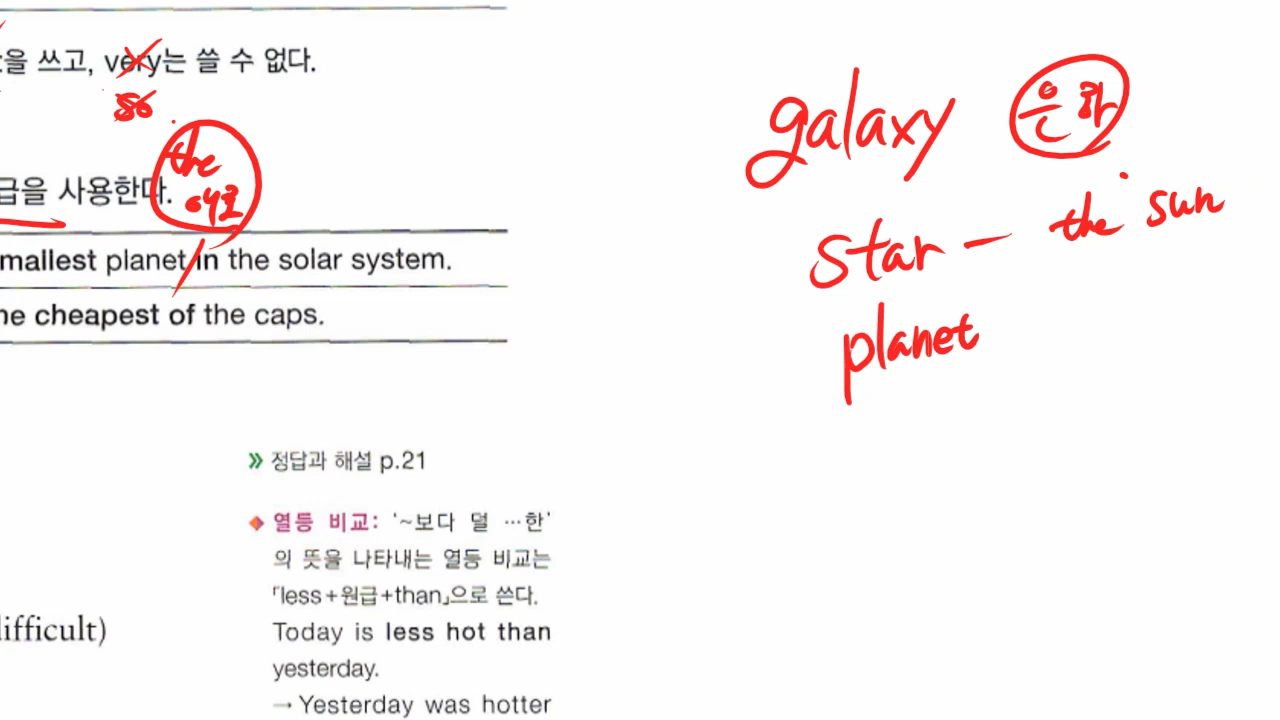 을 쓰고, very는 쓸 수 없다.
so
the
급을 사용한다.
mallest planet in the solar system.
he cheapest of the caps.
galaxy 은하
star - the sun
planet
» 정답과 해설 p.21
◆ 열등 비교: '~보다 덜 …한'
의 뜻을 나타내는 열등 비교는
「less+원급+than」으로 쓴다.
ifficult)
Today is less hot than
yesterday.
→ Yesterday was hotter